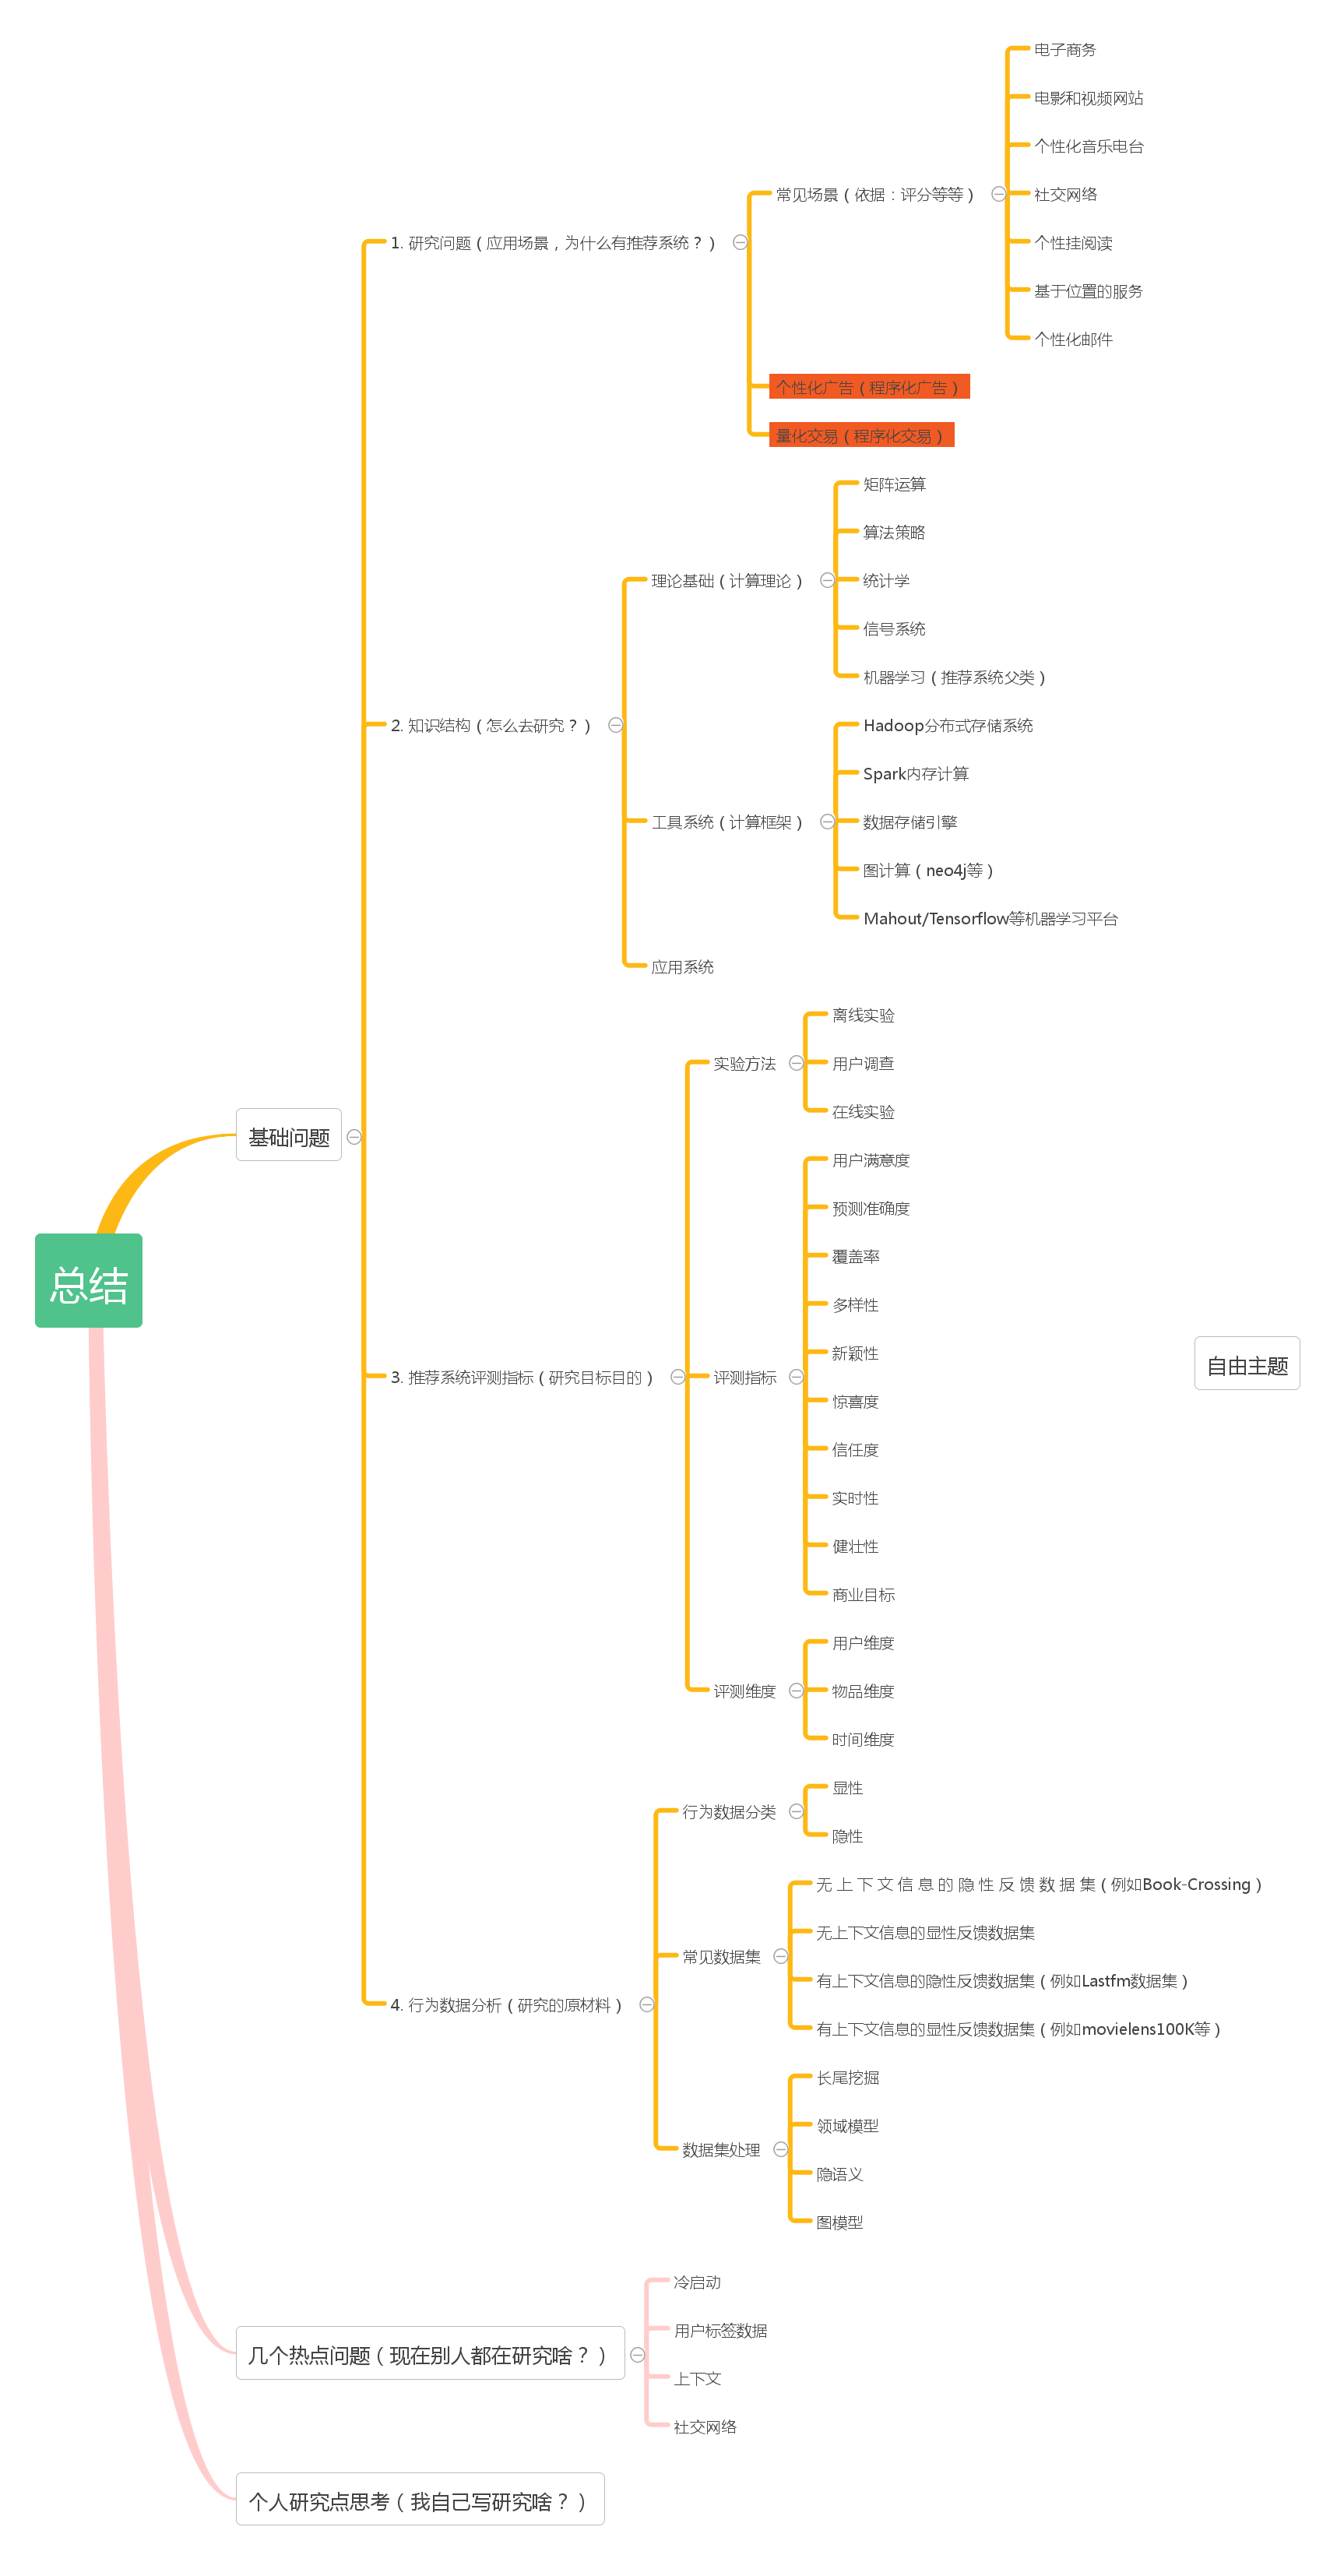 总结
基础问题
1. 研究问题（应用场景，为什么有推荐系统？）
常见场景（依据：评分等等）
电子商务
电影和视频网站
个性化音乐电台
社交网络
个性挂阅读
基于位置的服务
个性化邮件
个性化广告（程序化广告）
量化交易（程序化交易）
2. 知识结构（怎么去研究？）
理论基础（计算理论）
矩阵运算
算法策略
统计学
信号系统
机器学习（推荐系统父类）
工具系统（计算框架）
Hadoop分布式存储系统
Spark内存计算
数据存储引擎
图计算（neo4j等）
Mahout/Tensorflow等机器学习平台
应用系统
3. 推荐系统评测指标（研究目标目的）
实验方法
离线实验
用户调查
在线实验
评测指标
用户满意度
预测准确度
覆盖率
多样性
新颖性
惊喜度
信任度
实时性
健壮性
商业目标
评测维度
用户维度
物品维度
时间维度
4. 行为数据分析（研究的原材料）
行为数据分类
显性
隐性
常见数据集
无 上 下 文 信 息 的 隐 性 反 馈 数 据 集（例如Book-Crossing）
无上下文信息的显性反馈数据集
有上下文信息的隐性反馈数据集（例如Lastfm数据集）
有上下文信息的显性反馈数据集（例如movielens100K等）
数据集处理
长尾挖掘
领域模型
隐语义
图模型
几个热点问题（现在别人都在研究啥？）
冷启动
用户标签数据
上下文
社交网络
个人研究点思考（我自己写研究啥？）
自由主题